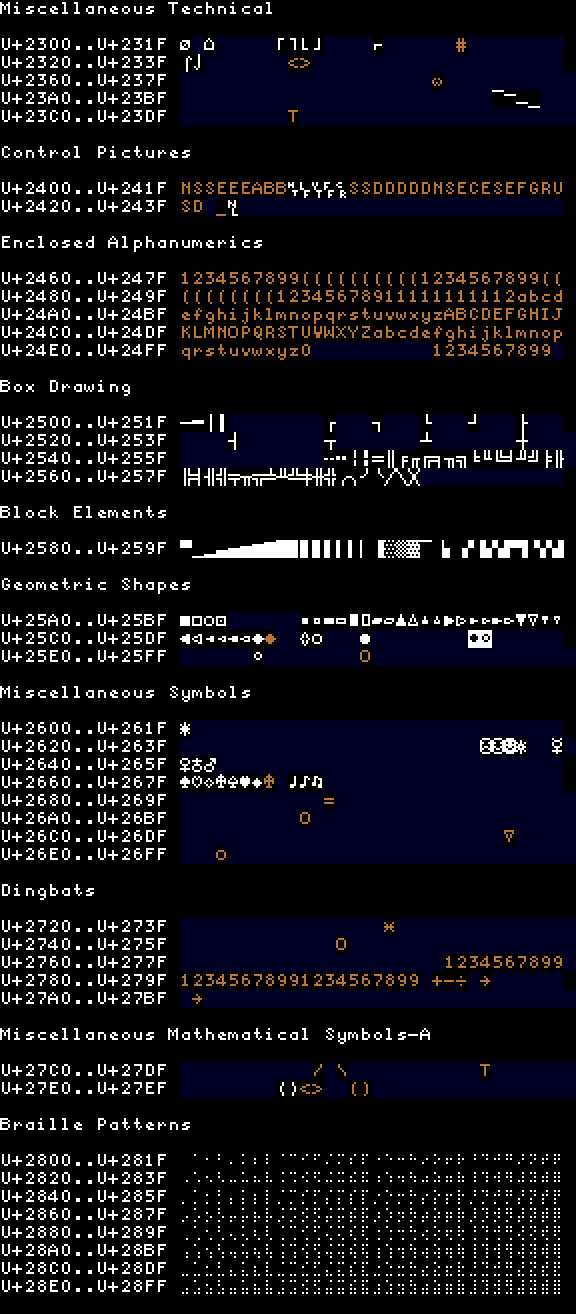 Miscellaneous Technical
U+2300..U+231F ⌀ ⌂ ⌜⌝⌞⌟ ⌐ #
U+2320..U+233F ⌠⌡ <>
U+2360..U+237F ω
U+23A0..U+23BF ⎺⎻⎼⎽
U+23C0..U+23DF T
Control Pictures
U+2400..U+241F NSSEEEABB␉␊␋␌␍SSDDDDDNSECESEFGRU
U+2420..U+243F SD _␤
Enclosed Alphanumerics
U+2460..U+247F 1234567899((((((((((1234567899((
U+2480..U+249F ((((((((12345678911111111112abcd
U+24A0..U+24BF efghijklmnopqrstuvwxyzABCDEFGHIJ
U+24C0..U+24DF KLMNOPQRSTUVWXYZabcdefghijklmnop
U+24E0..U+24FF qrstuvwxyz0 1234567899
Box Drawing
U+2500..U+251F
U+2520..U+253F
U+2540..U+255F
U+2560..U+257F
Block Elements
U+2580..U+259F
Geometric Shapes
U+25A0..U+25BF
U+25C0..U+25DF
U+25E0..U+25FF
Miscellaneous Symbols
U+2600..U+261F
U+2620..U+263F
U+2640..U+265F ♀♁♂
U+2660..U+267F
U+2680..U+269F =
U+26A0..U+26BF O
U+26C0..U+26DF ▽
U+26E0..U+26FF o
Dingbats
U+2720..U+273F
U+2740..U+275F O
U+2760..U+277F 1234567899
U+2780..U+279F 12345678991234567899 +−÷ →
U+27A0..U+27BF →
Miscellaneous Mathematical Symbols-A
U+27C0..U+27DF / \ T
U+27E0..U+27EF ⟨⟩<> ()
Braille Patterns
U+2800..U+281F
U+2820..U+283F
U+2840..U+285F
U+2860..U+287F
U+2880..U+289F
U+28A0..U+28BF
U+28C0..U+28DF
U+28E0..U+28FF